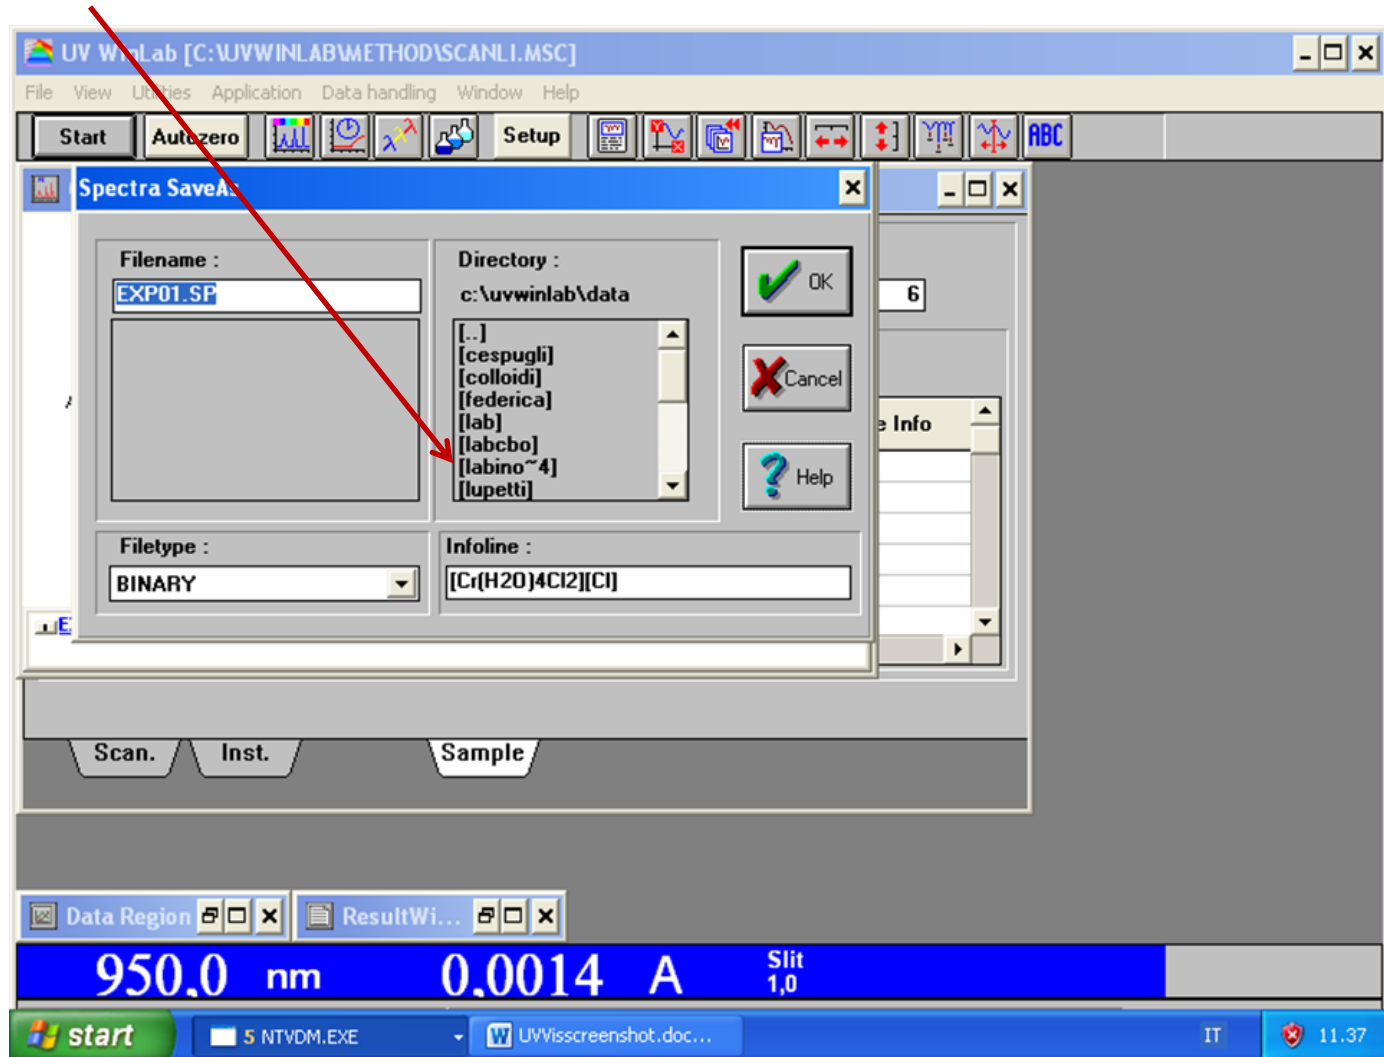 UV WinLab [C:\UVWINLAB\METHOD\SCANLI.MSC]
File View Utilities Application Data handling Window Help
Start Autozero Setup ABC
Spectra SaveAs
Filename :
EXP01.SP
Directory :
c:\uvwinlab\data
[..]
[cespugli]
[colloidi]
[federica]
[lab]
[labcbo]
[labino~4]
[lupetti]
OK
Cancel
Help
6
e Info
Filetype :
BINARY
Infoline :
[Cr(H2O)4Cl2][Cl]
Scan. Inst. Sample
Data Region ResultWi...
950,0 nm 0,0014 A Slit
1,0
start 5 NTVDM.EXE UVVisscreenshot.doc... IT 11.37